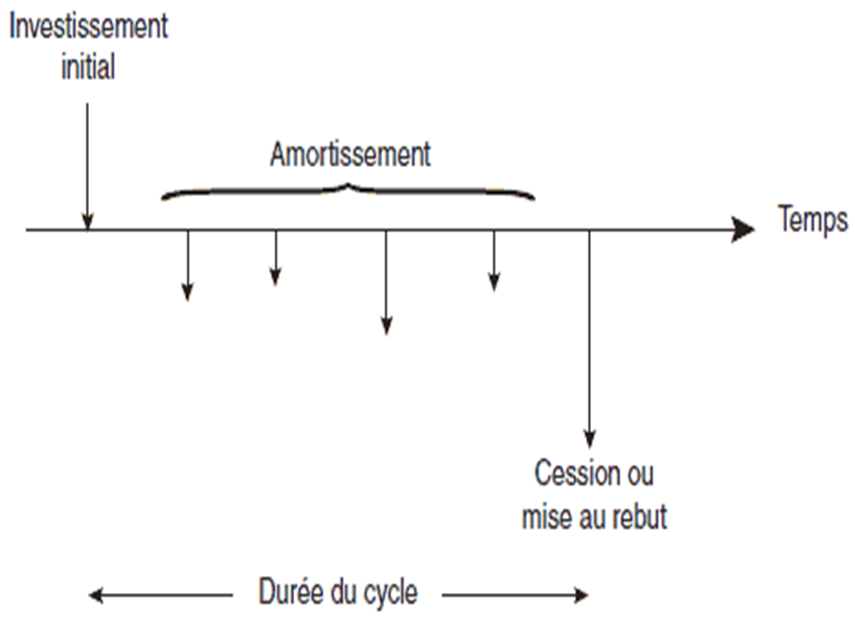 Investissement
initial
Amortissement
Temps
Cession ou
mise au rebut
Durée du cycle